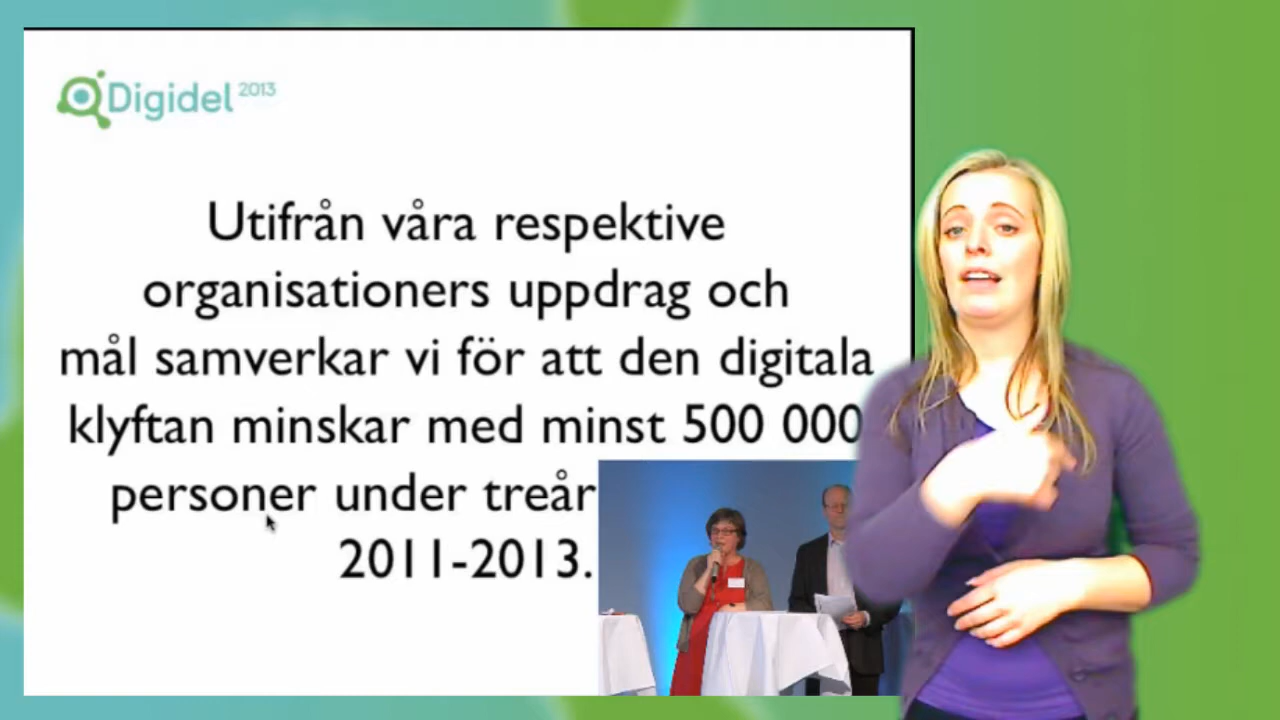 Digidel 2013
Utifrån våra respektive
organisationers uppdrag och
mål samverkar vi för att den digitala
klyftan minskar med minst 500 000
personer under treår
2011-2013.